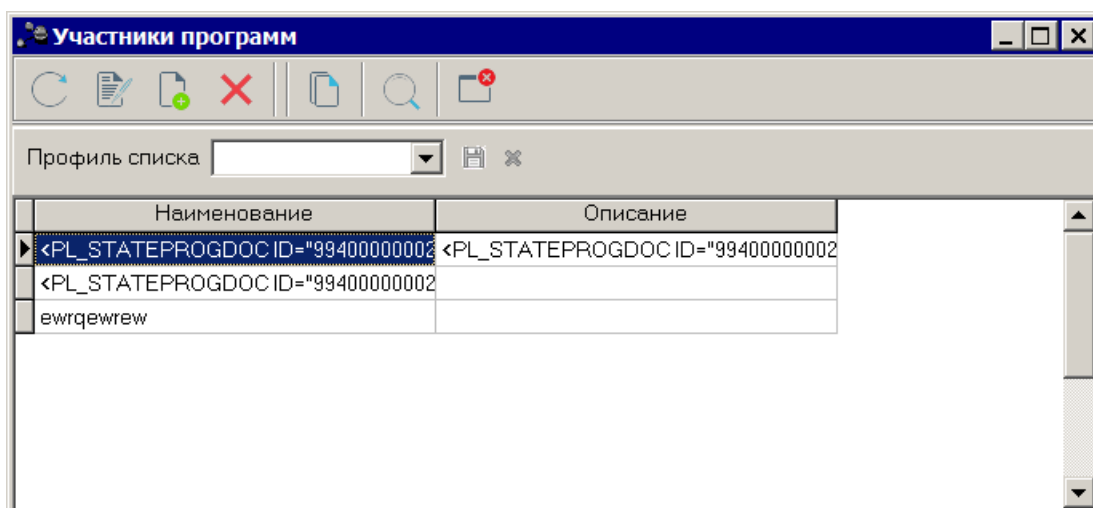 Участники программ
Профиль списка
Наименование Описание
<PL_STATEPROGDOC ID="99400000002 <PL_STATEPROGDOC ID="99400000002
<PL_STATEPROGDOC ID="99400000002
ewrqewrew